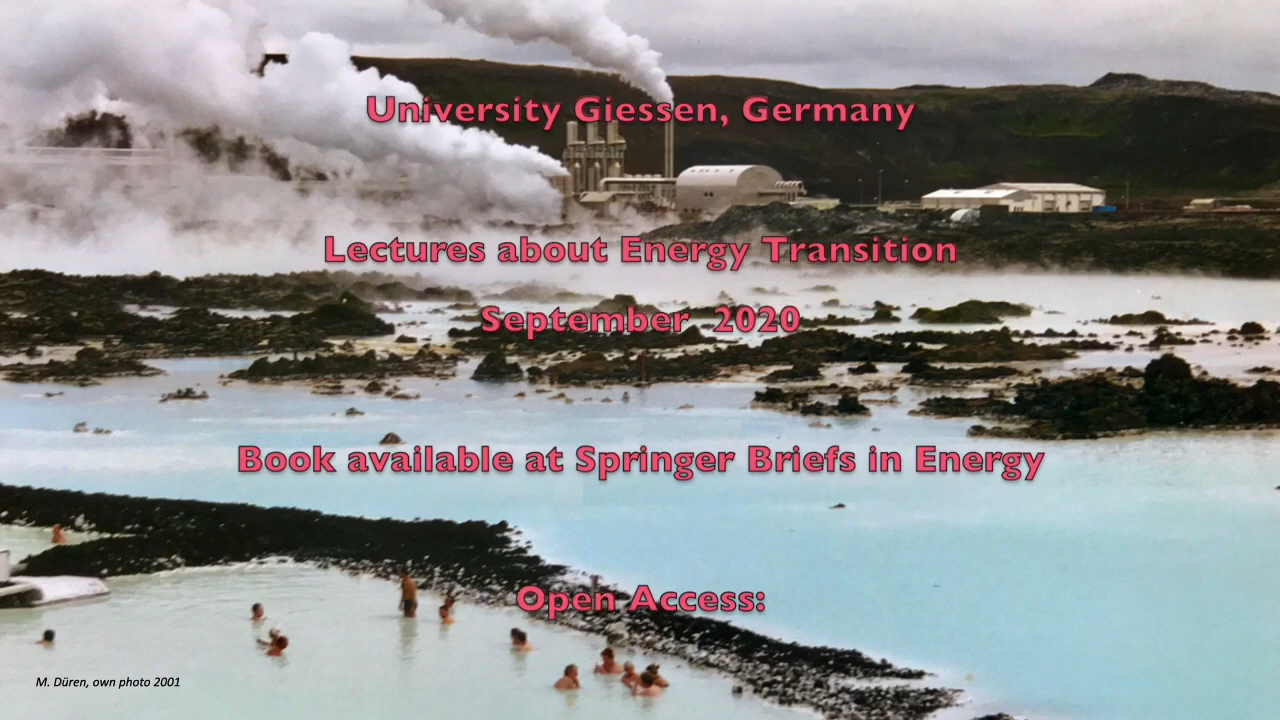 University Giessen, Germany
Lectures about Energy Transition
September 2020
Book available at Springer Briefs in Energy
Open Access:
M. Düren, own photo 2001